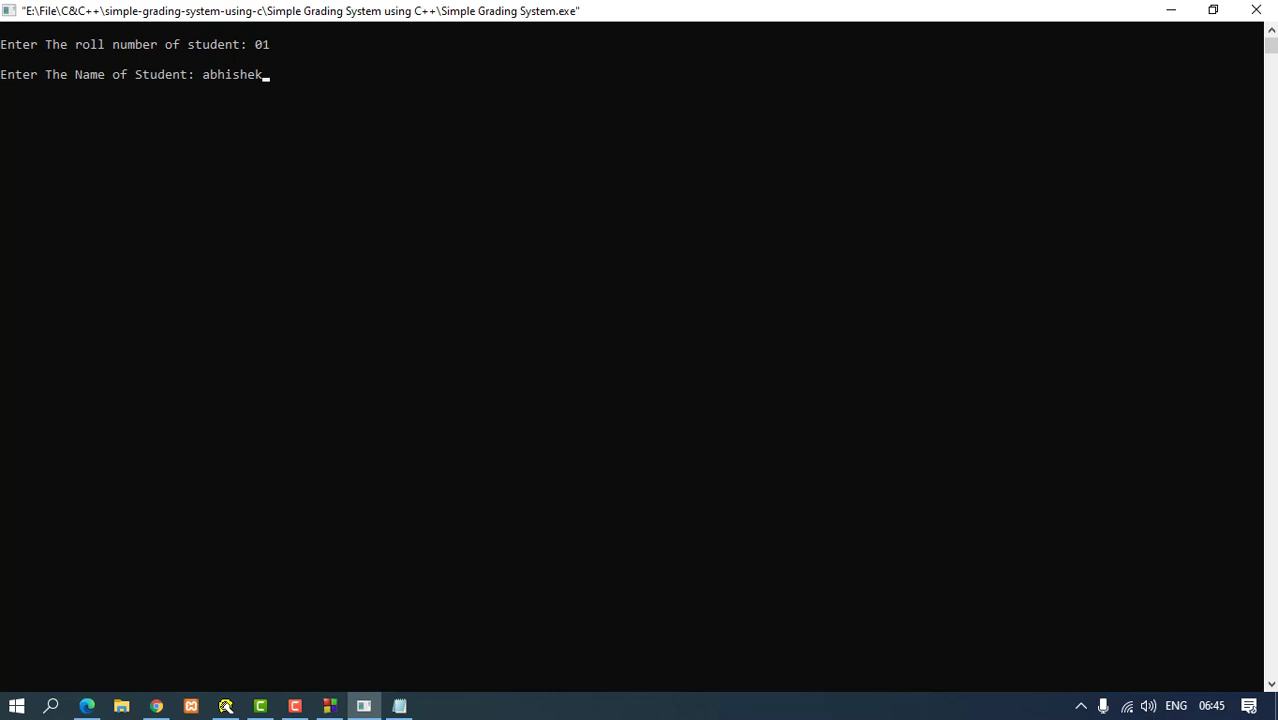 "E:\File\C&C++\simple-grading-system-using-c\Simple Grading System using C++\Simple Grading System.exe"
Enter The roll number of student: 01
Enter The Name of Student: abhishek_
ENG
06:45